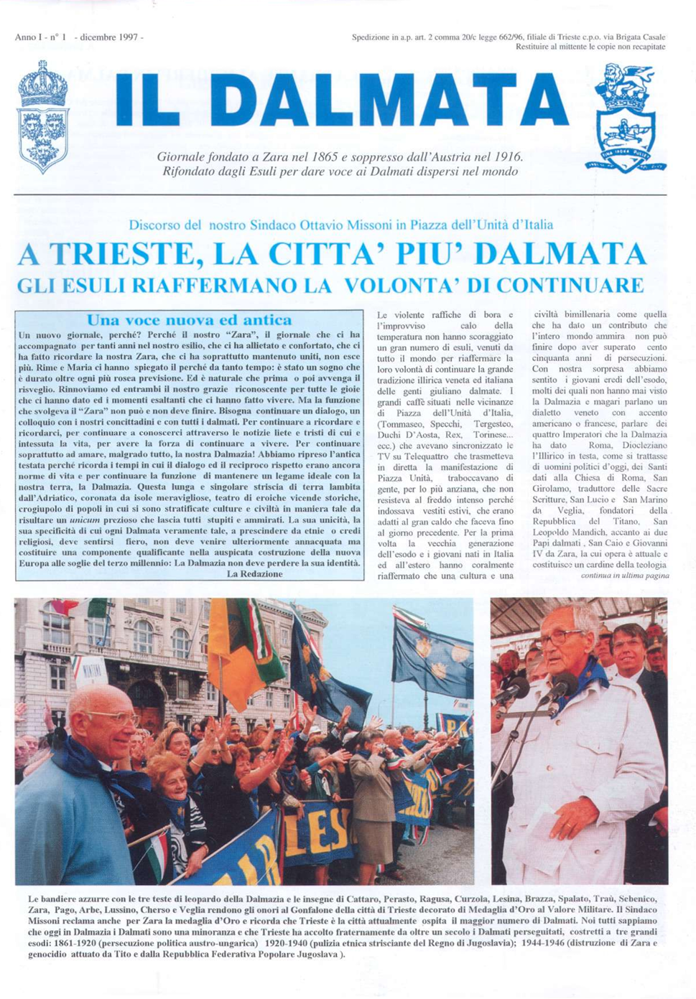 Anno I - n° 1 - dicembre 1997 -
Spedizione in a.p. art. 2 comma 20/c legge 662/96, filiale di Trieste c.p.o. via Brigata Casale
Restituire al mittente le copie non recapitate
IL DALMATA
Giornale fondato a Zara nel 1865 e soppresso dall'Austria nel 1916.
Rifondato dagli Esuli per dare voce ai Dalmati dispersi nel mondo
Discorso del nostro Sindaco Ottavio Missoni in Piazza dell'Unità d'Italia
A TRIESTE, LA CITTA' PIU' DALMATA
GLI ESULI RIAFFERMANO LA VOLONTA' DI CONTINUARE
Una voce nuova ed antica
Un nuovo giornale, perché? Perché il nostro "Zara", il giornale che ci ha
accompagnato per tanti anni nel nostro esilio, che ci ha allietato e confortato, che ci
ha fatto ricordare la nostra Zara, che ci ha soprattutto mantenuto uniti, non esce
più. Rime e Maria ci hanno spiegato il perché da tanto tempo: è stato un sogno che
è durato oltre ogni più rosea previsione. Ed è naturale che prima o poi avvenga il
risveglio. Rinnoviamo ed entrambi il nostro grazie riconoscente per tutte le gioie
che ci hanno dato ed i momenti esaltanti che ci hanno fatto vivere. Ma la funzione
che svolgeva il "Zara" non può e non deve finire. Bisogna continuare un dialogo, un
colloquio con i nostri concittadini e con tutti i dalmati. Per continuare a ricordare e
ricordarci, per continuare a conoscerci attraverso le notizie liete e tristi di cui e
intessuta la vita, per avere la forza di continuare a vivere. Per continuare
soprattutto ad amare, malgrado tutto, la nostra Dalmazia! Abbiamo ripreso l'antica
testata perché ricorda i tempi in cui il dialogo ed il reciproco rispetto erano ancora
norme di vita e per continuare la funzione di mantenere un legame ideale con la
nostra terra, la Dalmazia. Questa lunga e singolare striscia di terra lambita
dall'Adriatico, coronata da isole meravigliose, teatro di eroiche vicende storiche,
crogiupolo di popoli in cui si sono stratificate culture e civiltà in maniera tale da
risultare un unicum prezioso che lascia tutti stupiti e ammirati. La sua unicità, la
sua specificità di cui ogni Dalmata veramente tale, a prescindere da etnie o credi
religiosi, deve sentirsi fiero, non deve venire ulteriormente annacquata ma
costituire una componente qualificante nella auspicata costruzione della nuova
Europa alle soglie del terzo millennio: La Dalmazia non deve perdere la sua identità.
La Redazione
Le violente raffiche di bora e
l'improvviso calo della
temperatura non hanno scoraggiato
un gran numero di esuli, venuti da
tutto il mondo per riaffermare la
loro volontà di continuare la grande
tradizione illirica veneta ed italiana
delle genti giuliano dalmate. I
grandi caffè situati nelle vicinanze
di Piazza dell'Unità d'Italia,
(Tommaseo, Specchi, Tergesteo,
Duchi D'Aosta, Rex, Torinese...
ecc.) che avevano sincronizzato le
TV su Telequattro che trasmetteva
in diretta la manifestazione di
Piazza Unità, traboccavano di
gente, per lo più anziana, che non
resisteva al freddo intenso perché
indossava vestiti estivi, che erano
adatti al gran caldo che faceva fino
al giorno precedente. Per la prima
volta la vecchia generazione
dell'esodo e i giovani nati in Italia
ed all'estero hanno coralmente
riaffermato che una cultura e una
civiltà bimillenaria come quella
che ha dato un contributo che
l'intero mondo ammira non può
finire dopo aver superato cento
cinquanta anni di persecuzioni.
Con nostra sorpresa abbiamo
sentito i giovani eredi dell'esodo,
molti dei quali non hanno mai visto
la Dalmazia e magari parlano un
dialetto veneto con accento
americano o francese, parlare dei
quattro Imperatori che la Dalmazia
ha dato a Roma, Diocleziano
l'Illirico in testa, come si trattasse
di uomini politici d'oggi, dei Santi
dati alla Chiesa di Roma, San
Girolamo, traduttore delle Sacre
Scritture, San Lucio e San Marino
da Veglia, fondatori della
Repubblica del Titano, San
Leopoldo Mandich, accanto ai due
Papi dalmati , San Caio e Giovanni
IV da Zara, la cui opera è attuale e
costituisce un cardine della teologia
continua in ultima pagina
Le bandiere azzurre con le tre teste di leopardo della Dalmazia e le insegne di Cattaro, Perasto, Ragusa, Curzola, Lesina, Brazza, Spalato, Traù, Sebenico,
Zara, Pago, Arbe, Lussino, Cherso e Veglia rendono gli onori al Gonfalone della città di Trieste decorato di Medaglia d'Oro al Valore Militare. Il Sindaco
Missoni reclama anche per Zara la medaglia d'Oro e ricorda che Trieste è la città attualmente ospita il maggior numero di Dalmati. Noi tutti sappiamo
che oggi in Dalmazia i Dalmati sono una minoranza e che Trieste ha accolto fraternamente da oltre un secolo i Dalmati perseguitati, costretti a tre grandi
esodi: 1861-1920 (persecuzione politica austro-ungarica) 1920-1940 (pulizia etnica strisciante del Regno di Jugoslavia); 1944-1946 (distruzione di Zara e
genocidio attuato da Tito e dalla Repubblica Federativa Popolare Jugoslava ).